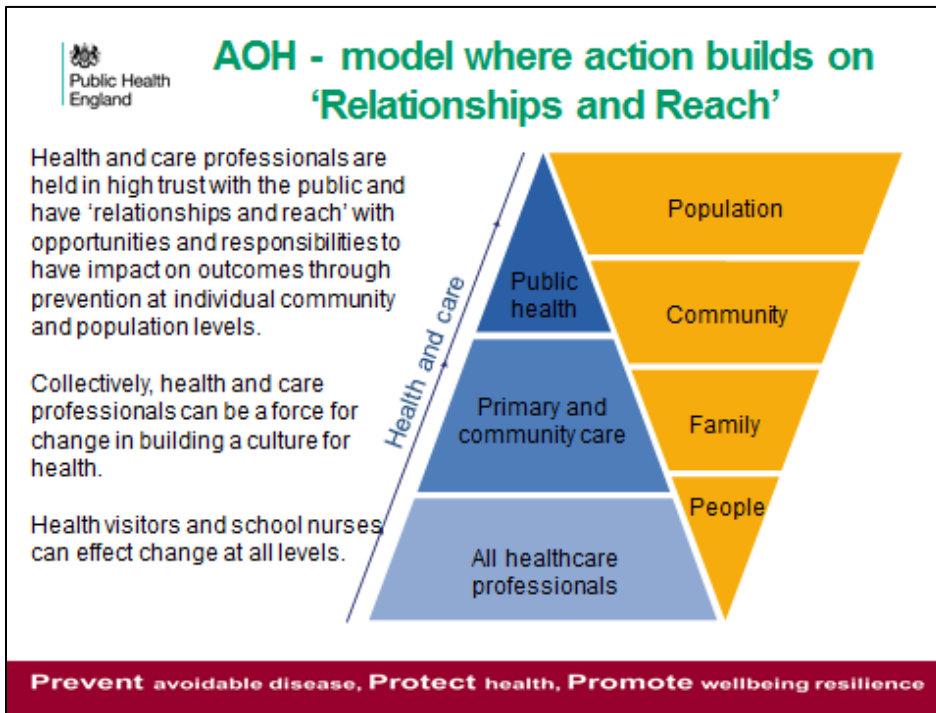 Public Health
England
AOH - model where action builds on
‘Relationships and Reach’
Health and care professionals are
held in high trust with the public and
have ‘relationships and reach’ with
opportunities and responsibilities to
have impact on outcomes through
prevention at individual community
and population levels.
Collectively, health and care
professionals can be a force for
change in building a culture for
health.
Health visitors and school nurses
can effect change at all levels.
Health and care
Public
health
Primary and
community care
All healthcare
professionals
Population
Community
Family
People
Prevent avoidable disease, Protect health, Promote wellbeing resilience